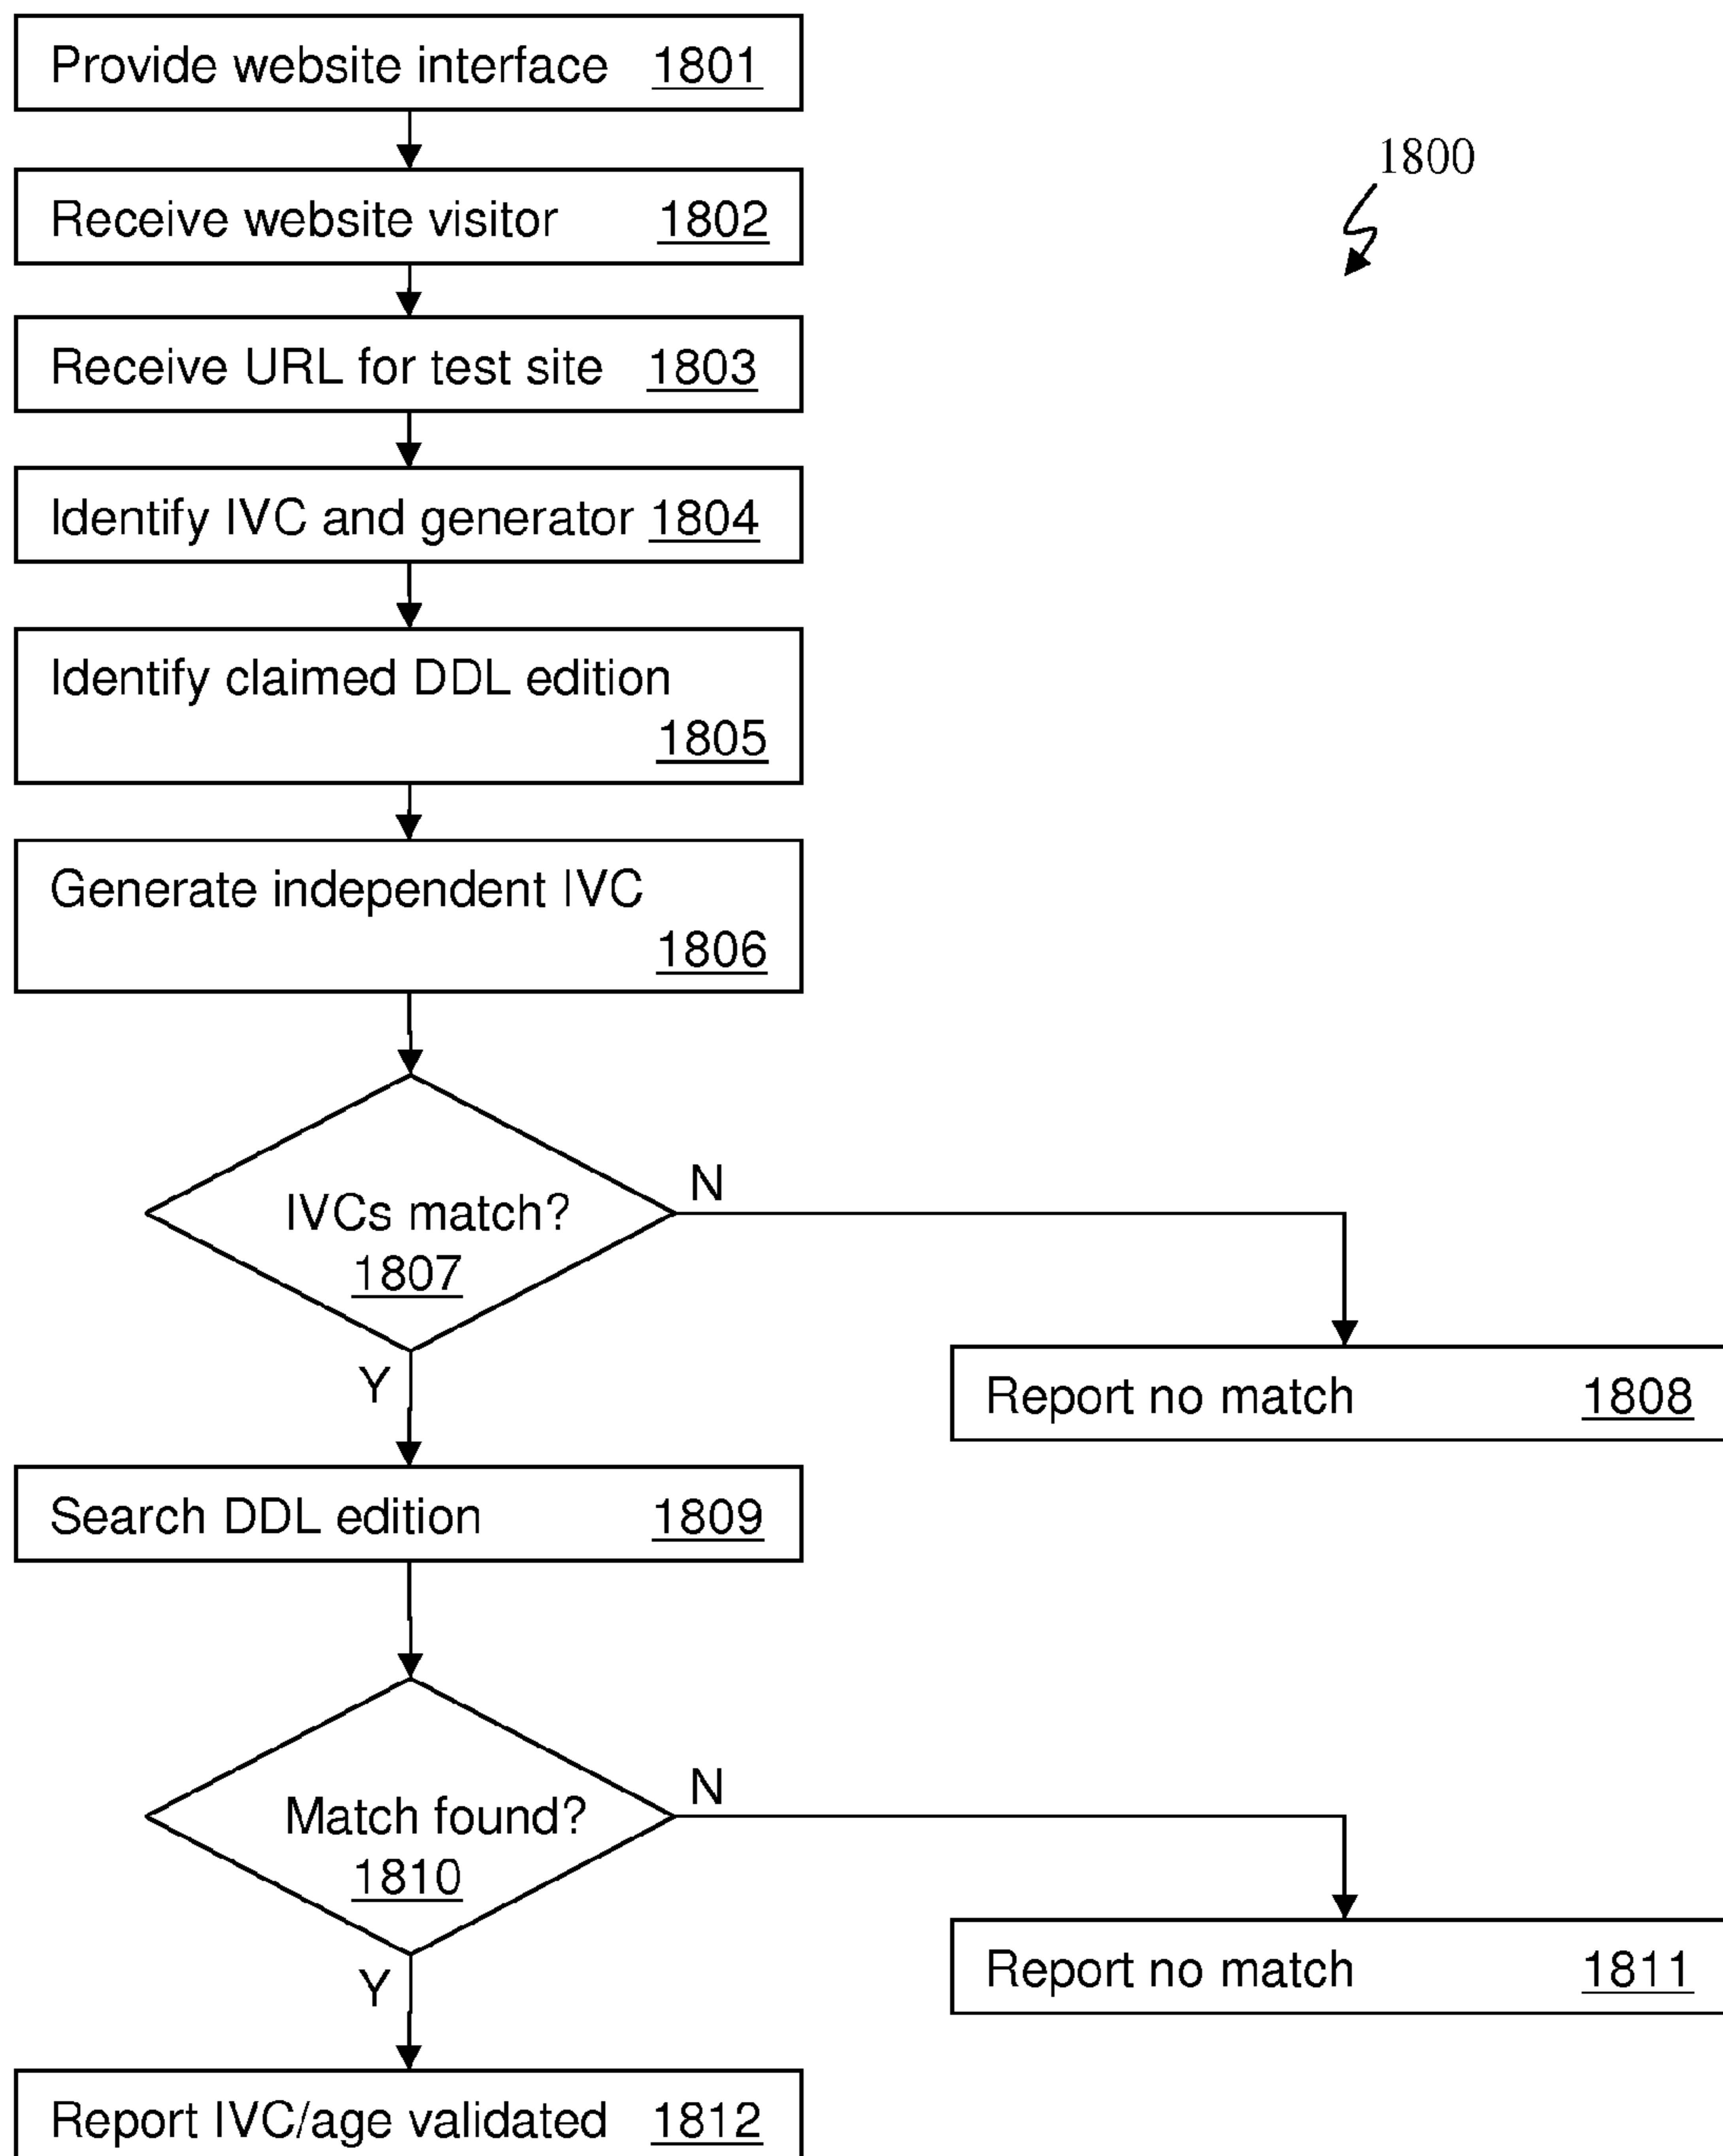 Provide website interface 1801
1800
Receive website visitor 1802
Receive URL for test site 1803
Identify IVC and generator 1804
Identify claimed DDL edition
1805
Generate independent IVC
1806
IVCs match?
1807
N
Y
Report no match 1808
Search DDL edition 1809
Match found?
1810
N
Y
Report no match 1811
Report IVC/age validated 1812